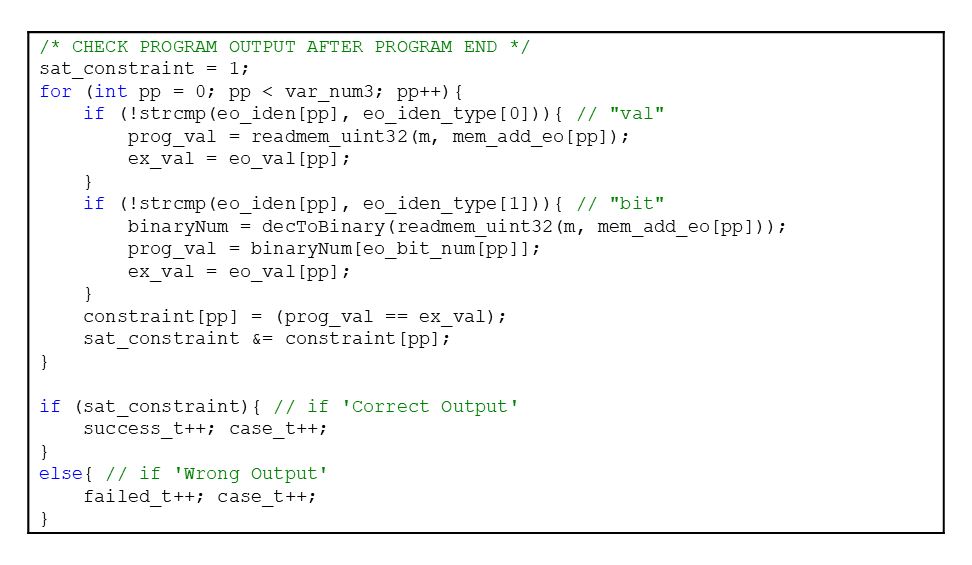 /* CHECK PROGRAM OUTPUT AFTER PROGRAM END */
sat_constraint = 1;
for (int pp = 0; pp < var_num3; pp++){
    if (!strcmp(eo_iden[pp], eo_iden_type[0])){ // "val"
        prog_val = readmem_uint32(m, mem_add_eo[pp]);
        ex_val = eo_val[pp];
    }
    if (!strcmp(eo_iden[pp], eo_iden_type[1])){ // "bit"
        binaryNum = decToBinary(readmem_uint32(m, mem_add_eo[pp]));
        prog_val = binaryNum[eo_bit_num[pp]];
        ex_val = eo_val[pp];
    }
    constraint[pp] = (prog_val == ex_val);
    sat_constraint &= constraint[pp];
}
if (sat_constraint){ // if 'Correct Output'
    success_t++; case_t++;
}
else{ // if 'Wrong Output'
    failed_t++; case_t++;
}